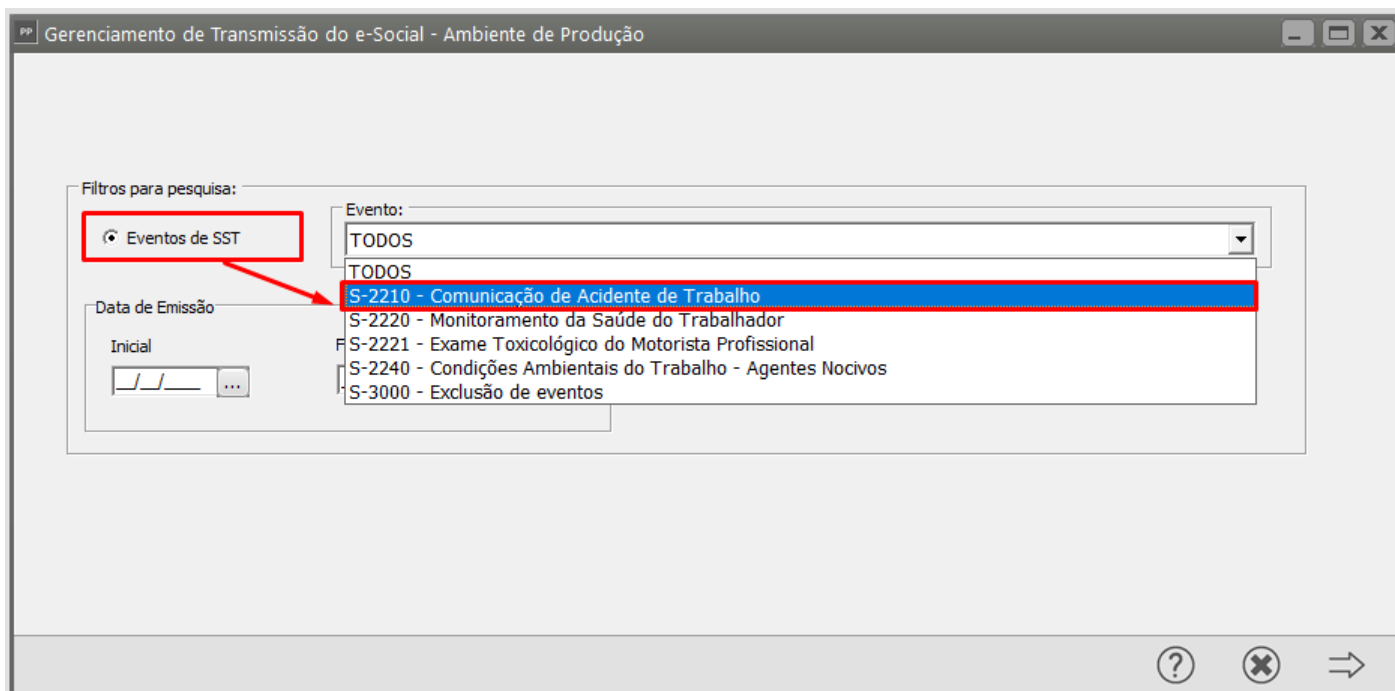 PP Gerenciamento de Transmissão do e-Social - Ambiente de Produção
Filtros para pesquisa:
Eventos de SST
Evento:
TODOS
TODOS
S-2210 - Comunicação de Acidente de Trabalho
S-2220 - Monitoramento da Saúde do Trabalhador
S-2221 - Exame Toxicológico do Motorista Profissional
S-2240 - Condições Ambientais do Trabalho - Agentes Nocivos
S-3000 - Exclusão de eventos
Data de Emissão
Inicial
F
__/__/____ ...
?